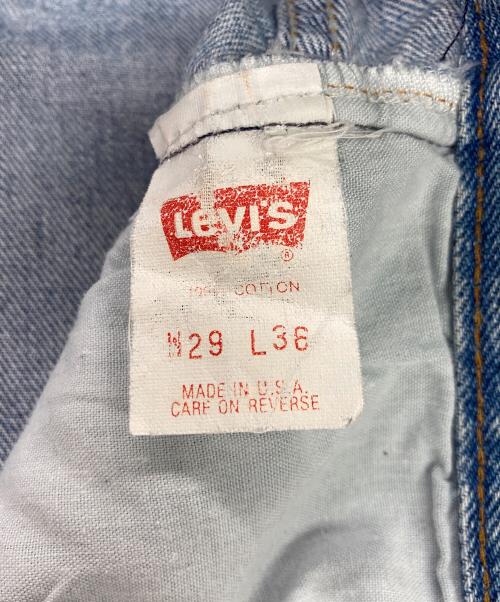 Levi's
®
100% COTTON
W29 L36
MADE IN U.S.A.
CARE ON REVERSE